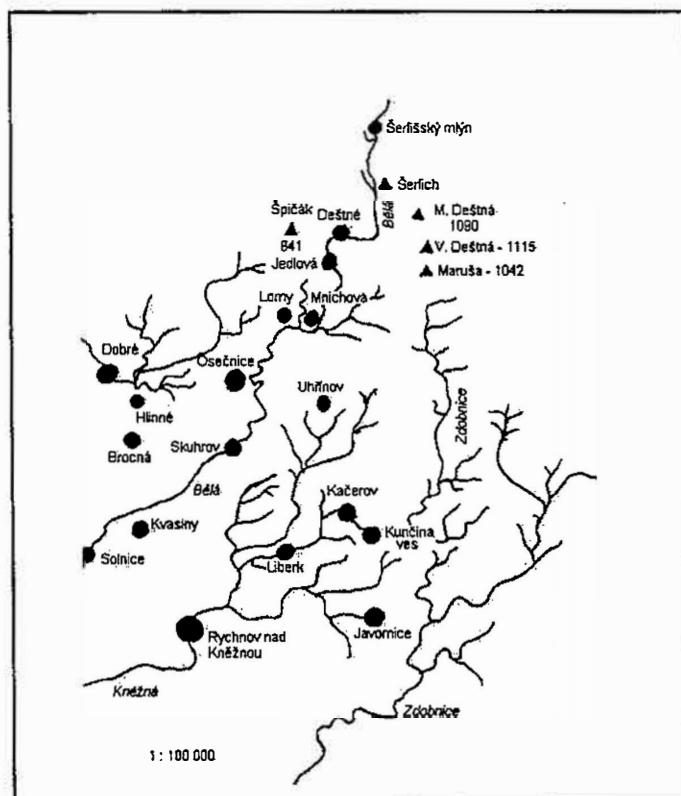 Šerlišský mlýn
Šerlich
Bělá
M. Deštná
1090
Špičák
841
Deštné
V. Deštná - 1115
Jedlová
Maruša - 1042
Lomy
Mnichová
Dobré
Osečnice
Uhřínov
Hlinné
Zdobnice
Brocná
Skuhrov
Bělá
Kačerov
Kvasiny
Kunčina
ves
Solnice
Liberk
Rychnov nad
Kněžnou
Javornice
Kněžná
Zdobnice
1 : 100 000